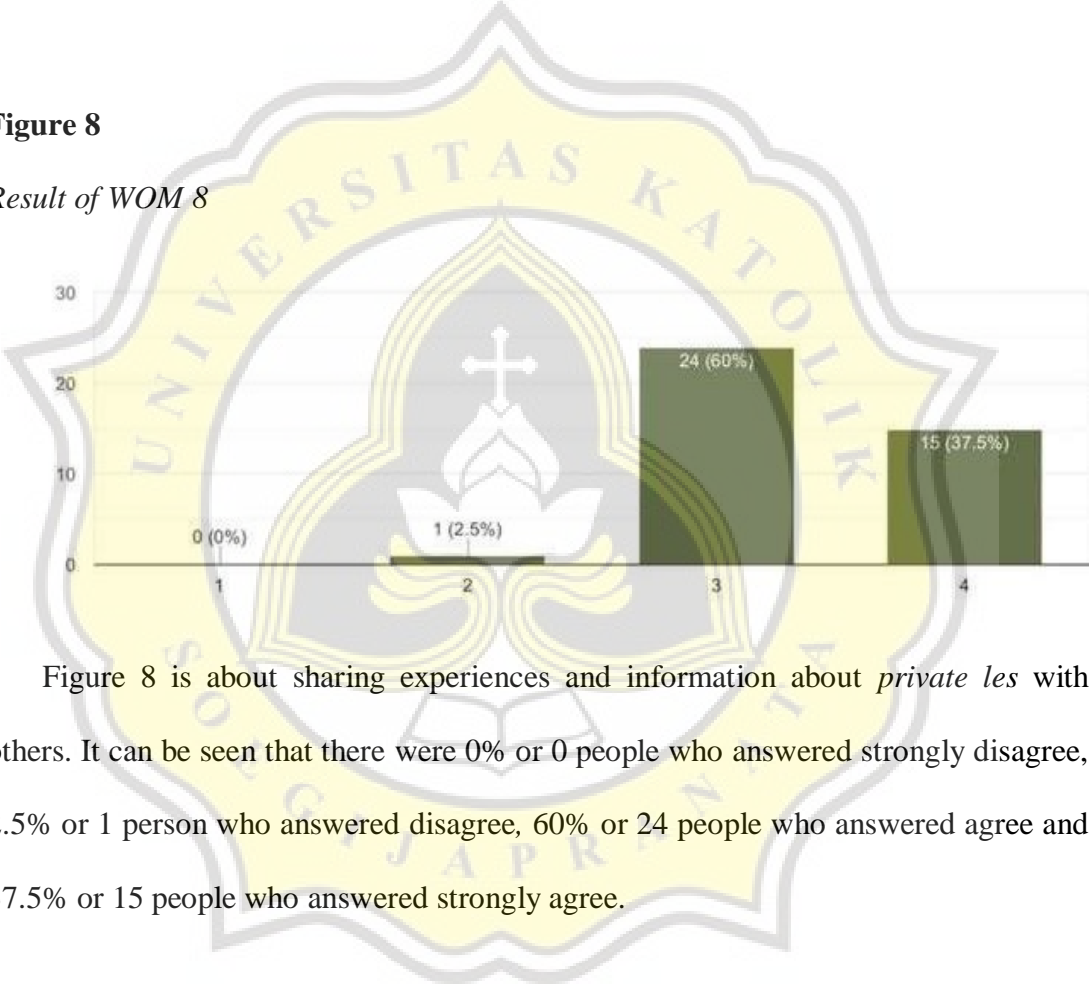 Figure 8
Result of WOM 8
UNIVERSITAS KATOLIK
SOEGIJAPRANATA
30
20
10
0
0 (0%)
1 (2.5%)
24 (60%)
15 (37.5%)
1 2 3 4
Figure 8 is about sharing experiences and information about private les with
others. It can be seen that there were 0% or 0 people who answered strongly disagree,
.5% or 1 person who answered disagree, 60% or 24 people who answered agree and
7.5% or 15 people who answered strongly agree.